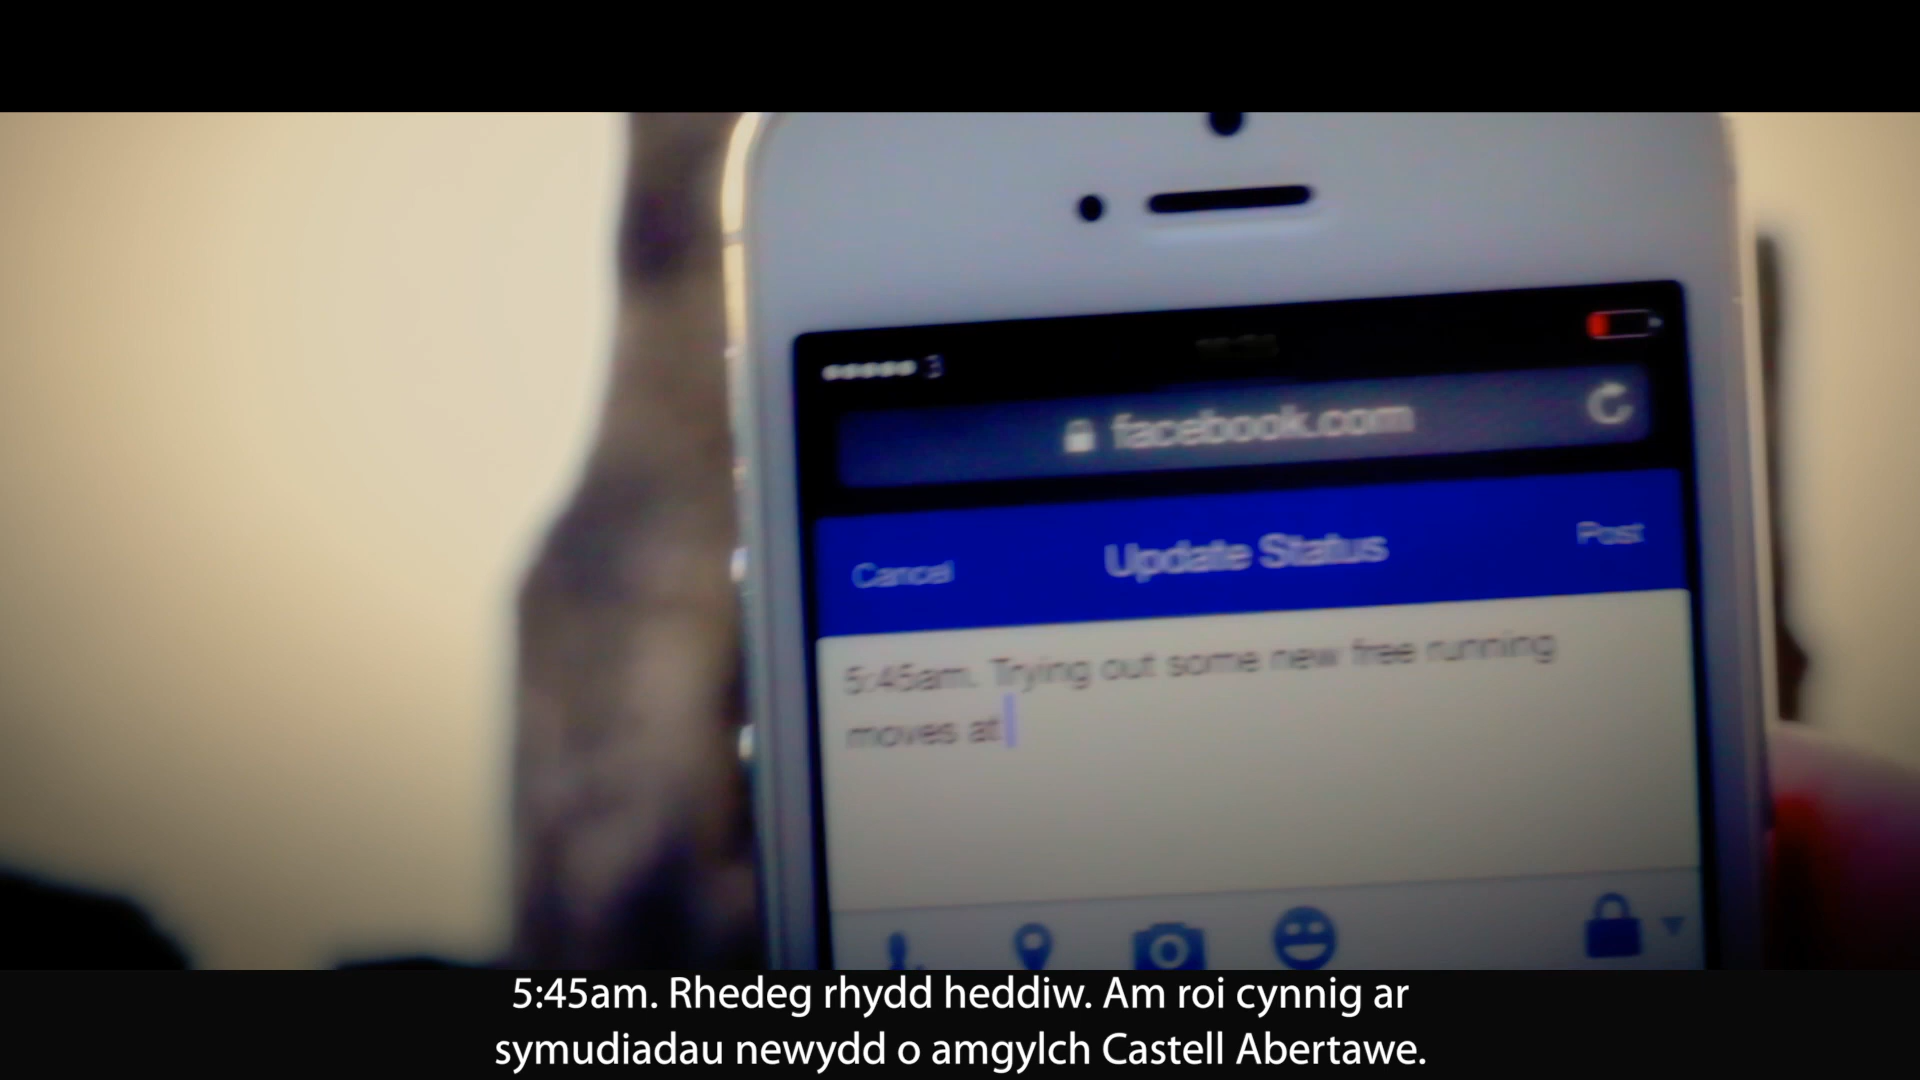 facebook.com
Cancel
Update Status
Post
5:45am. Trying out some new free running
moves at
5:45am. Rhedeg rhydd heddiw. Am roi cynnig ar
symudiadau newydd o amgylch Castell Abertawe.